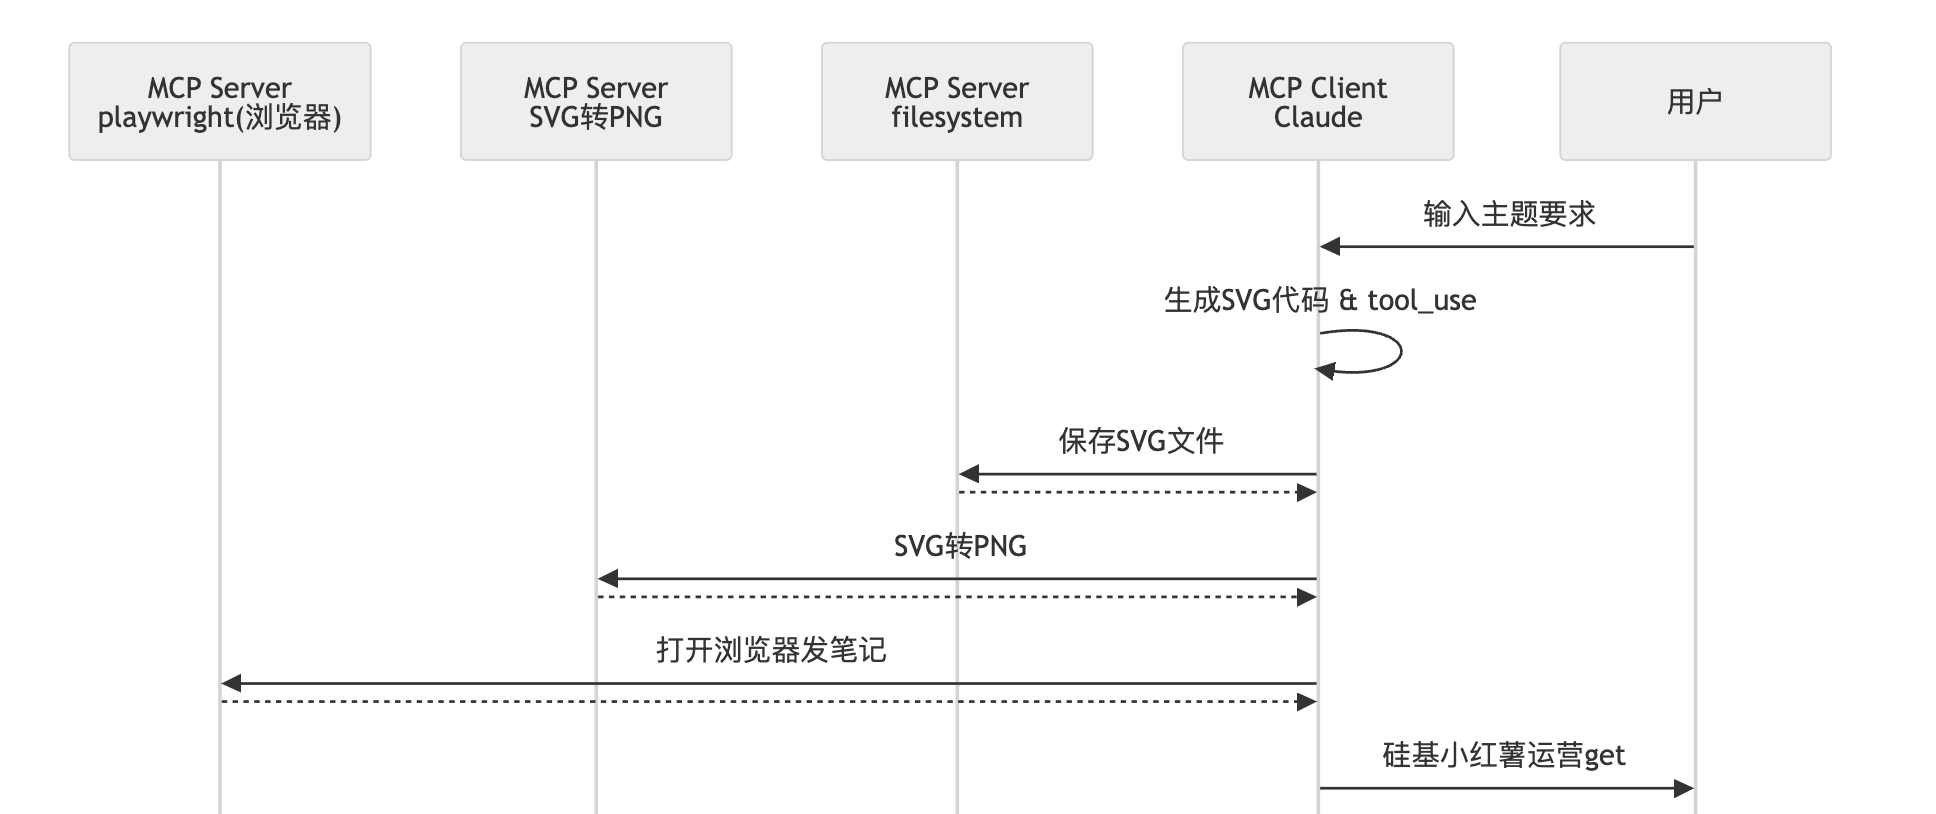 MCP Server
playwright(浏览器)
MCP Server
SVG转PNG
MCP Server
filesystem
MCP Client
Claude
用户
输入主题要求
生成SVG代码 & tool_use
保存SVG文件
SVG转PNG
打开浏览器发笔记
硅基小红薯运营get